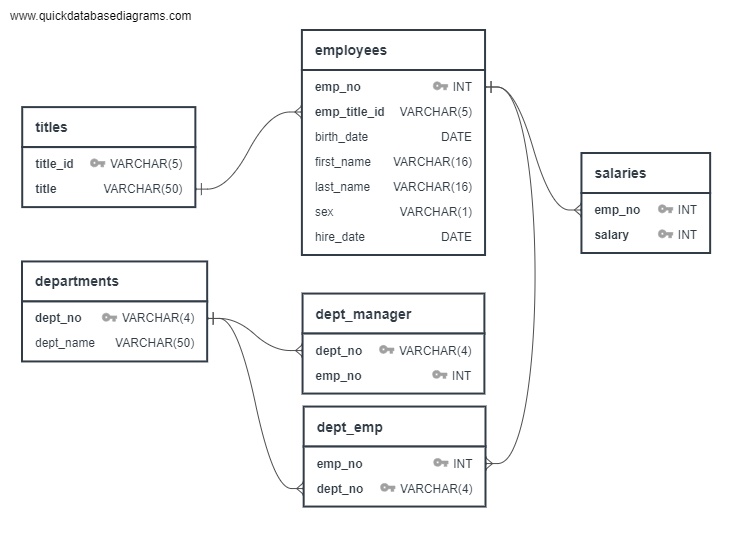 www.quickdatabasediagrams.com
employees
emp_no INT
emp_title_id VARCHAR(5)
birth_date DATE
first_name VARCHAR(16)
last_name VARCHAR(16)
sex VARCHAR(1)
hire_date DATE
titles
title_id VARCHAR(5)
title VARCHAR(50)
salaries
emp_no INT
salary INT
departments
dept_no VARCHAR(4)
dept_name VARCHAR(50)
dept_manager
dept_no VARCHAR(4)
emp_no INT
dept_emp
emp_no INT
dept_no VARCHAR(4)